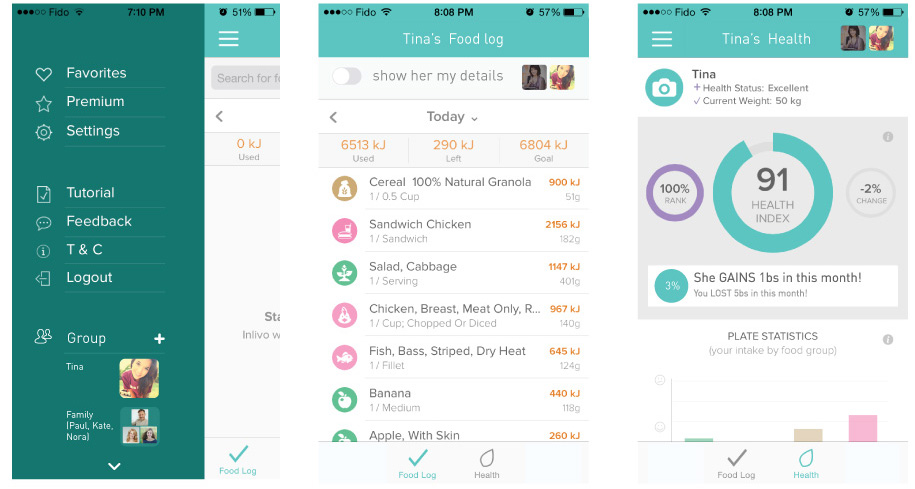 Fido 7:10 PM 51%
Favorites
Premium
Settings
Tutorial
Feedback
T & C
Logout
Group +
Tina
Family
(Paul, Kate,
Nora)
Search for fo
0 kJ
Used
Sta
Inlivo w
Food Log
Fido 8:08 PM 57%
Tina's Food log
show her my details
Today
6513 kJ 290 kJ 6804 kJ
Used Left Goal
Cereal 100% Natural Granola 900 kJ
1 / 0.5 Cup 51g
Sandwich Chicken 2156 kJ
1 / Sandwich 182g
Salad, Cabbage 1147 kJ
1 / Serving 401g
Chicken, Breast, Meat Only, R... 967 kJ
1 / Cup; Chopped Or Diced 140g
Fish, Bass, Striped, Dry Heat 645 kJ
1 / Fillet 124g
Banana 440 kJ
1 / Medium 118g
Apple, With Skin 260 kJ
Food Log Health
Fido 8:08 PM 57%
Tina's Health
Tina
+ Health Status: Excellent
✓ Current Weight: 50 kg
100%
RANK
91
HEALTH
INDEX
-2%
CHANGE
3%
She GAINS 1bs in this month!
You LOST 5bs in this month!
PLATE STATISTICS
(your intake by food group)
Food Log Health